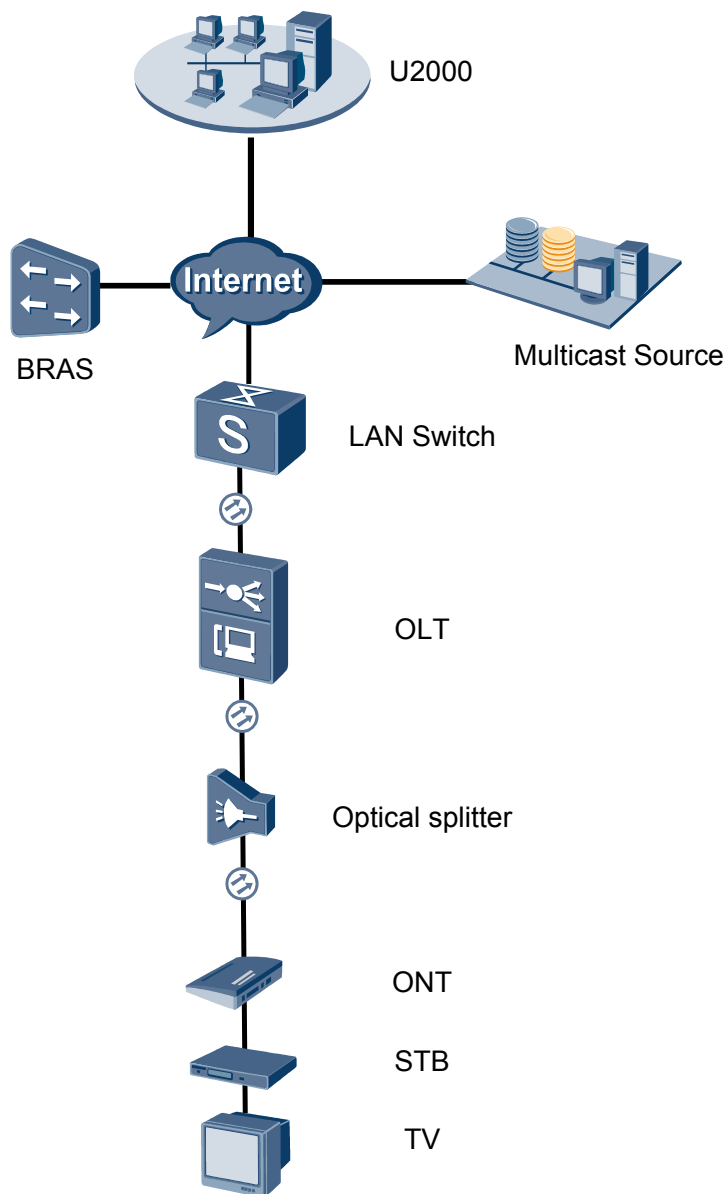 U2000
Internet
BRAS
Multicast Source
LAN Switch
S
OLT
Optical splitter
ONT
STB
TV